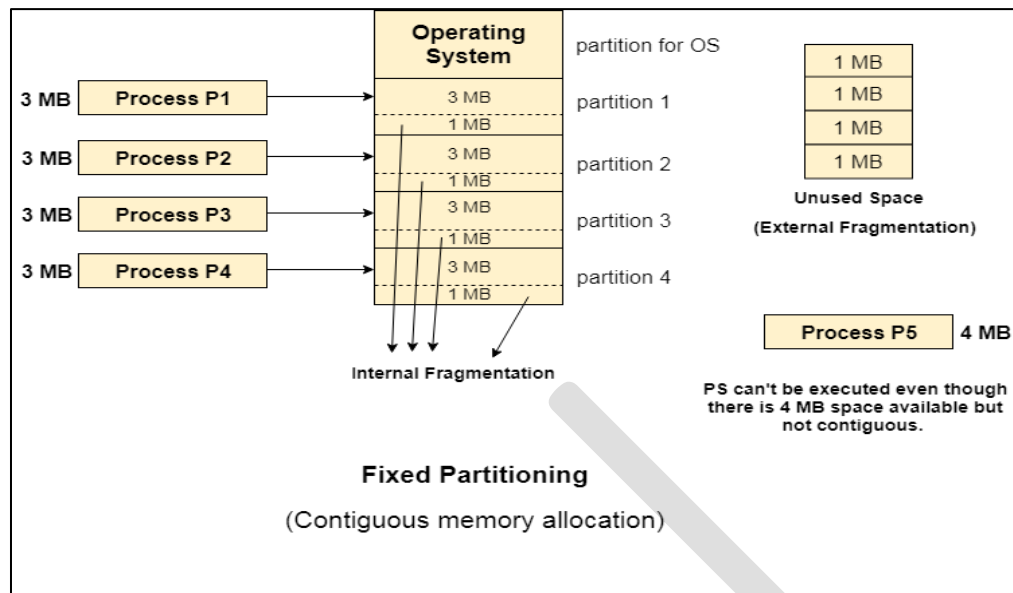 Operating
System
partition for OS
3 MB Process P1
3 MB
1 MB
partition 1
3 MB Process P2
3 MB
1 MB
partition 2
3 MB Process P3
3 MB
1 MB
partition 3
3 MB Process P4
3 MB
1 MB
partition 4
Internal Fragmentation
1 MB
1 MB
1 MB
1 MB
Unused Space
(External Fragmentation)
Process P5 4 MB
PS can't be executed even though
there is 4 MB space available but
not contiguous.
Fixed Partitioning
(Contiguous memory allocation)